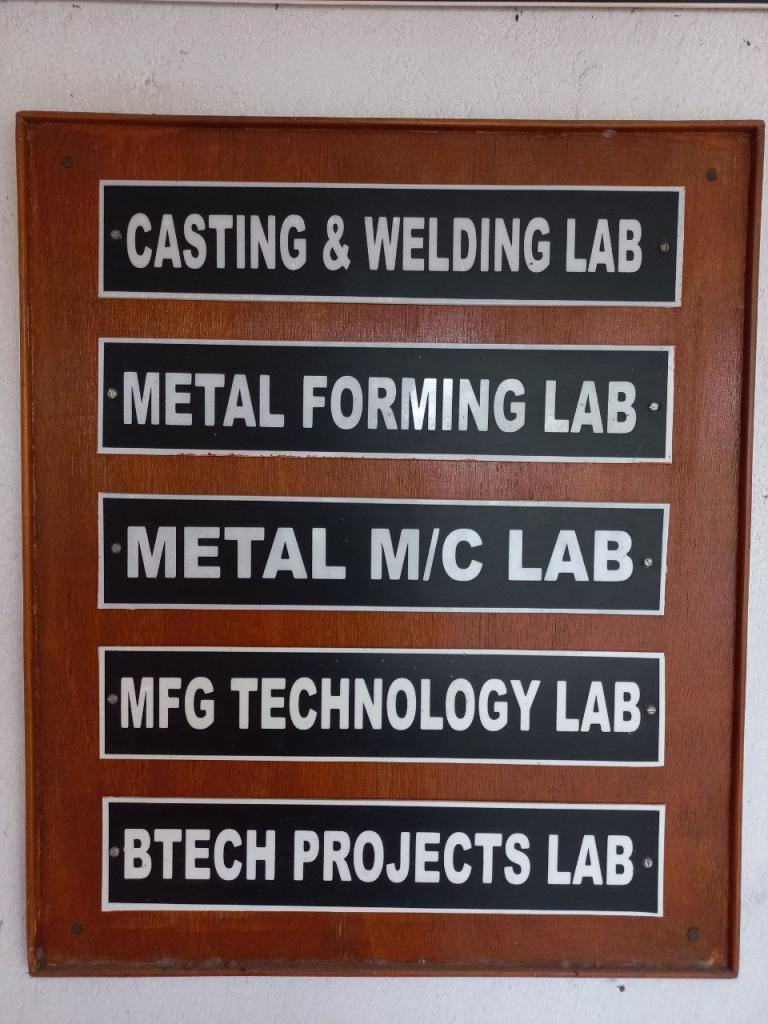 CASTING & WELDING LAB
METAL FORMING LAB
METAL M/C LAB
MFG TECHNOLOGY LAB
BTECH PROJECTS LAB